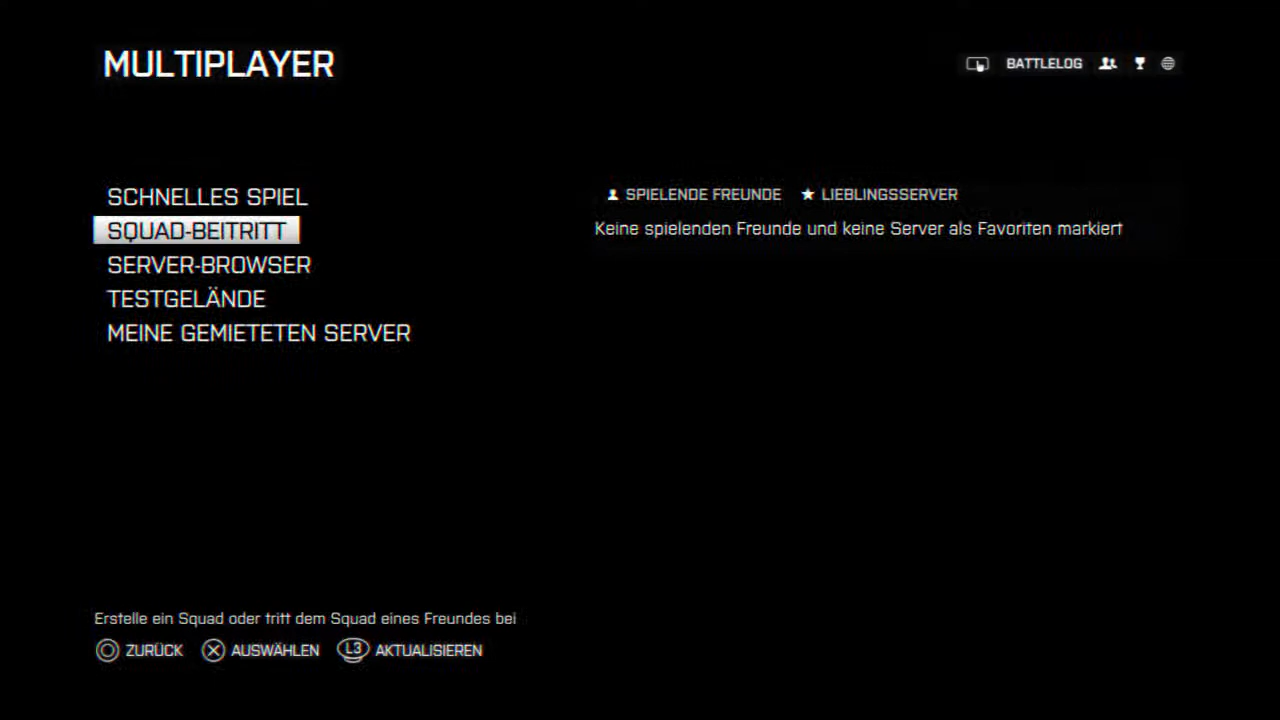 MULTIPLAYER
BATTLELOG
SCHNELLES SPIEL
SQUAD-BEITRITT
SERVER-BROWSER
TESTGELÄNDE
MEINE GEMIETETEN SERVER
SPIELENDE FREUNDE LIEBLINGSSERVER
Keine spielenden Freunde und keine Server als Favoriten markiert
Erstelle ein Squad oder tritt dem Squad eines Freundes bei
ZURÜCK AUSWÄHLEN L3 AKTUALISIEREN